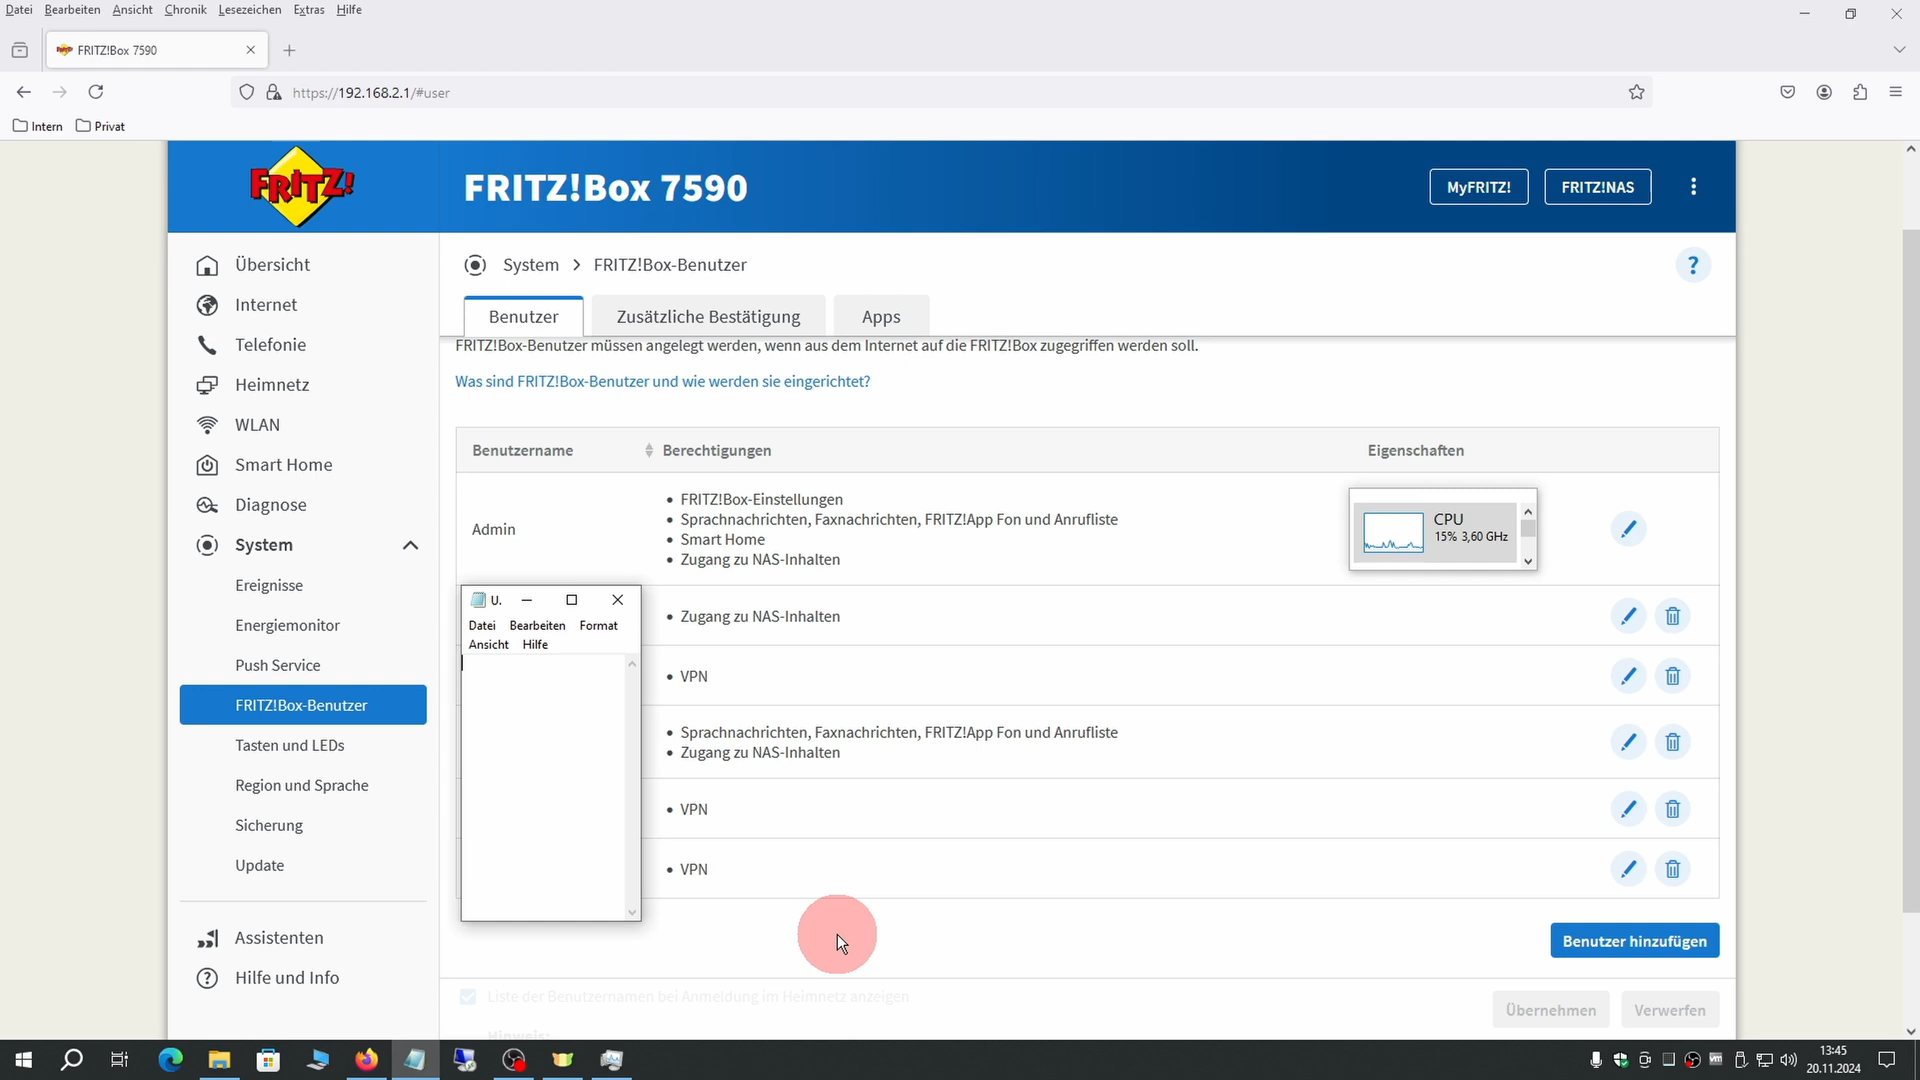 Datei Bearbeiten Ansicht Chronik Lesezeichen Extras Hilfe
FRITZ!Box 7590
https://192.168.2.1/#user
Intern Privat
FRITZ!
FRITZ!Box 7590
MyFRITZ!
FRITZ!NAS
Übersicht
Internet
Telefonie
Heimnetz
WLAN
Smart Home
Diagnose
System
Ereignisse
Energiemonitor
Push Service
FRITZ!Box-Benutzer
Tasten und LEDs
Region und Sprache
Sicherung
Update
Assistenten
Hilfe und Info
System > FRITZ!Box-Benutzer
?
Benutzer Zusätzliche Bestätigung Apps
FRITZ!Box-Benutzer müssen angelegt werden, wenn aus dem Internet auf die FRITZ!Box zugegriffen werden soll.
Was sind FRITZ!Box-Benutzer und wie werden sie eingerichtet?
Benutzername Berechtigungen Eigenschaften
Admin
• FRITZ!Box-Einstellungen
• Sprachnachrichten, Faxnachrichten, FRITZ!App Fon und Anrufliste
• Smart Home
• Zugang zu NAS-Inhalten
CPU
15% 3,60 GHz
U.
Datei Bearbeiten Format
Ansicht Hilfe
• Zugang zu NAS-Inhalten
• VPN
• Sprachnachrichten, Faxnachrichten, FRITZ!App Fon und Anrufliste
• Zugang zu NAS-Inhalten
• VPN
• VPN
Benutzer hinzufügen
Liste der Benutzernamen bei Anmeldung im Heimnetz anzeigen
Hinweis:
Übernehmen Verwerfen
13:45
20.11.2024